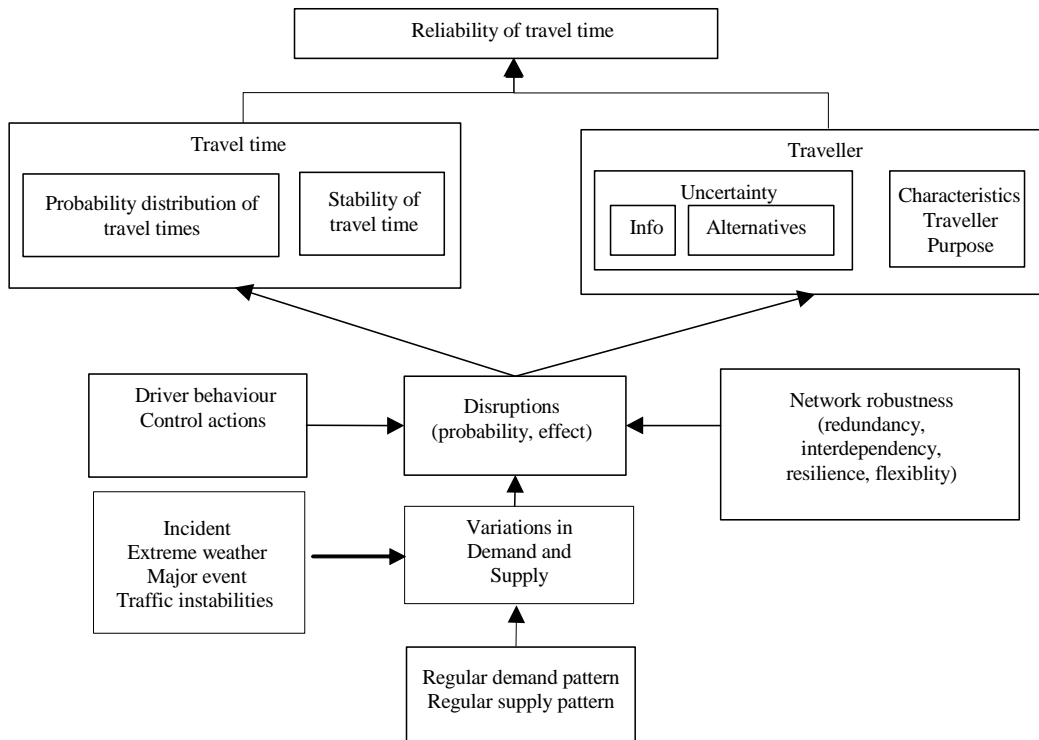 Reliability of travel time
Travel time
Probability distribution of
travel times
Stability of
travel time
Traveller
Uncertainty
Info
Alternatives
Characteristics
Traveller
Purpose
Driver behaviour
Control actions
Disruptions
(probability, effect)
Network robustness
(redundancy,
interdependency,
resilience, flexiblity)
Incident
Extreme weather
Major event
Traffic instabilities
Variations in
Demand and
Supply
Regular demand pattern
Regular supply pattern